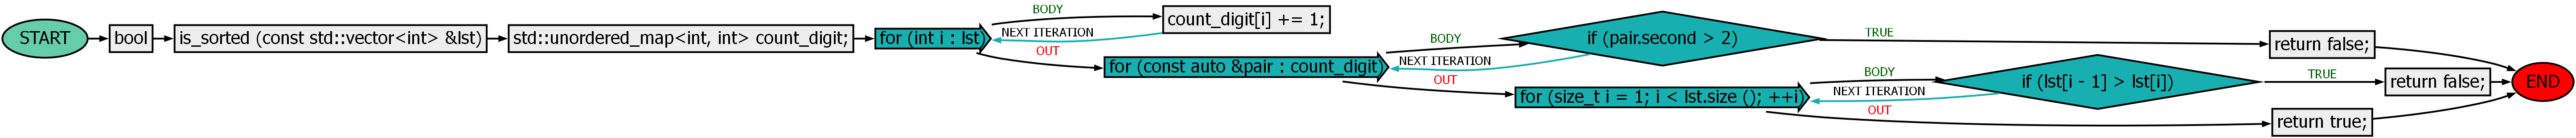 START
bool
is_sorted (const std::vector<int> &lst)
std::unordered_map<int, int> count_digit;
for (int i : lst)
BODY
count_digit[i] += 1;
NEXT ITERATION
OUT
for (const auto &pair : count_digit)
BODY
if (pair.second > 2)
NEXT ITERATION
TRUE
return false;
OUT
for (size_t i = 1; i < lst.size (); ++i)
BODY
if (lst[i - 1] > lst[i])
NEXT ITERATION
TRUE
return false;
OUT
return true;
END